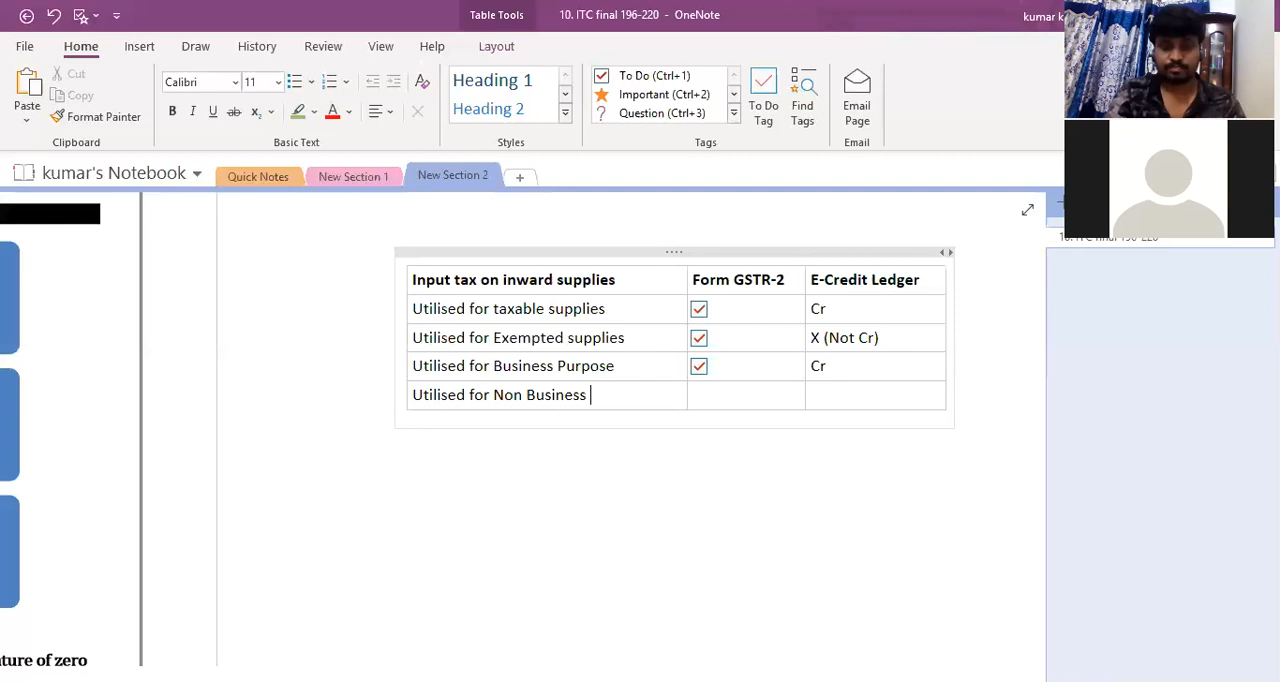 Table Tools
10. ITC final 196-220 - OneNote
kumar k
File Home Insert Draw History Review View Help Layout
Paste
Cut
Copy
Format Painter
Clipboard
Calibri 11
B I U ab x₂ A
Basic Text
Heading 1
Heading 2
Styles
To Do (Ctrl+1)
Important (Ctrl+2)
? Question (Ctrl+3)
To Do Tag
Find Tags
Tags
Email Page
Email
kumar's Notebook
Quick Notes
New Section 1
New Section 2
Input tax on inward supplies Form GSTR-2 E-Credit Ledger
Utilised for taxable supplies Cr
Utilised for Exempted supplies X (Not Cr)
Utilised for Business Purpose Cr
Utilised for Non Business
ture of zero